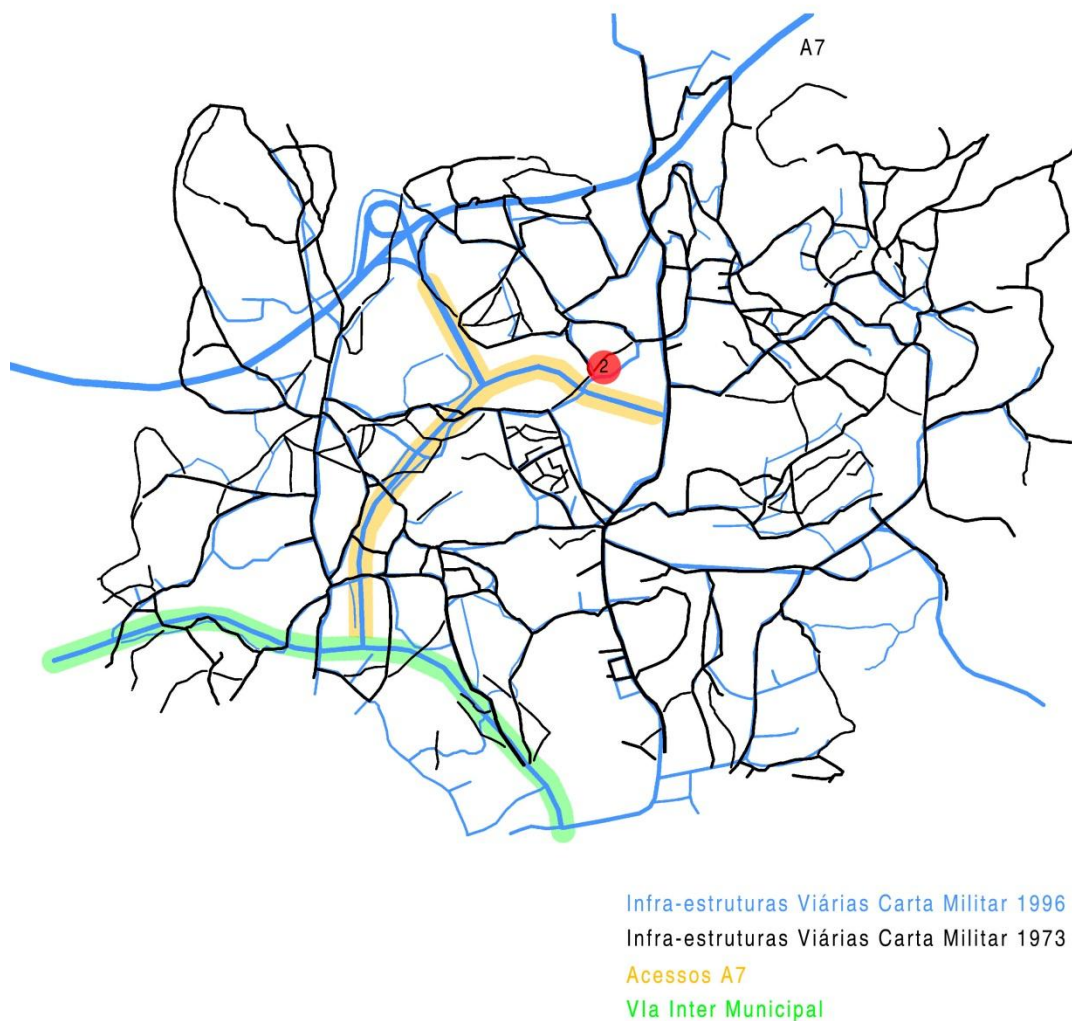 A7
2
Infra-estruturas Viárias Carta Militar 1996
Infra-estruturas Viárias Carta Militar 1973
Acessos A7
VIa Inter Municipal